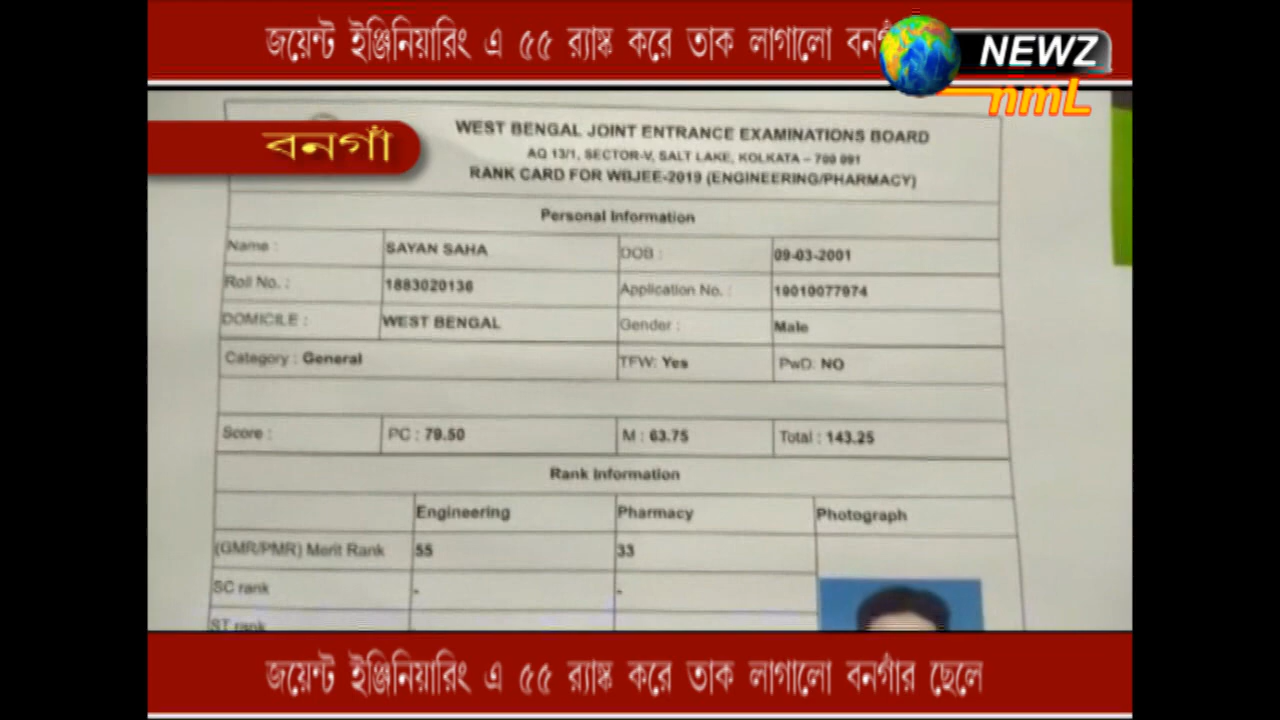 জয়েন্ট ইঞ্জিনিয়ারিং এ ৫৫ র‍্যাঙ্ক করে তাক লাগালো
NEWZ
nmL
বনগাঁ
WEST BENGAL JOINT ENTRANCE EXAMINATIONS BOARD
AQ 13/1, SECTOR-V, SALT LAKE, KOLKATA – 700 091
RANK CARD FOR WBJEE-2019 (ENGINEERING/PHARMACY)
Personal Information
Name : SAYAN SAHA DOB : 09-03-2001
Roll No. : 1883020136 Application No. : 19010077974
DOMICILE : WEST BENGAL Gender : Male
Category : General TFW: Yes PwD: NO
Score : PC : 79.50 M : 63.75 Total : 143.25
Rank Information
Engineering Pharmacy Photograph
(GMR/PMR) Merit Rank 55 33
SC rank - -
ST rank
জয়েন্ট ইঞ্জিনিয়ারিং এ ৫৫ র‍্যাঙ্ক করে তাক লাগালো বনগাঁর ছেলে